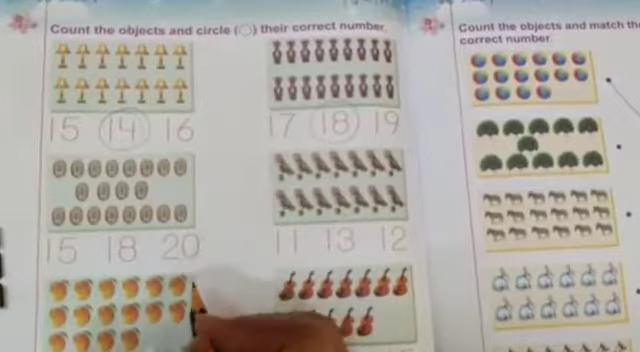 Count the objects and circle ( ) their correct number.
15 14 16
17 18 19
15 18 20
11 13 12
Count the objects and match th
correct number.